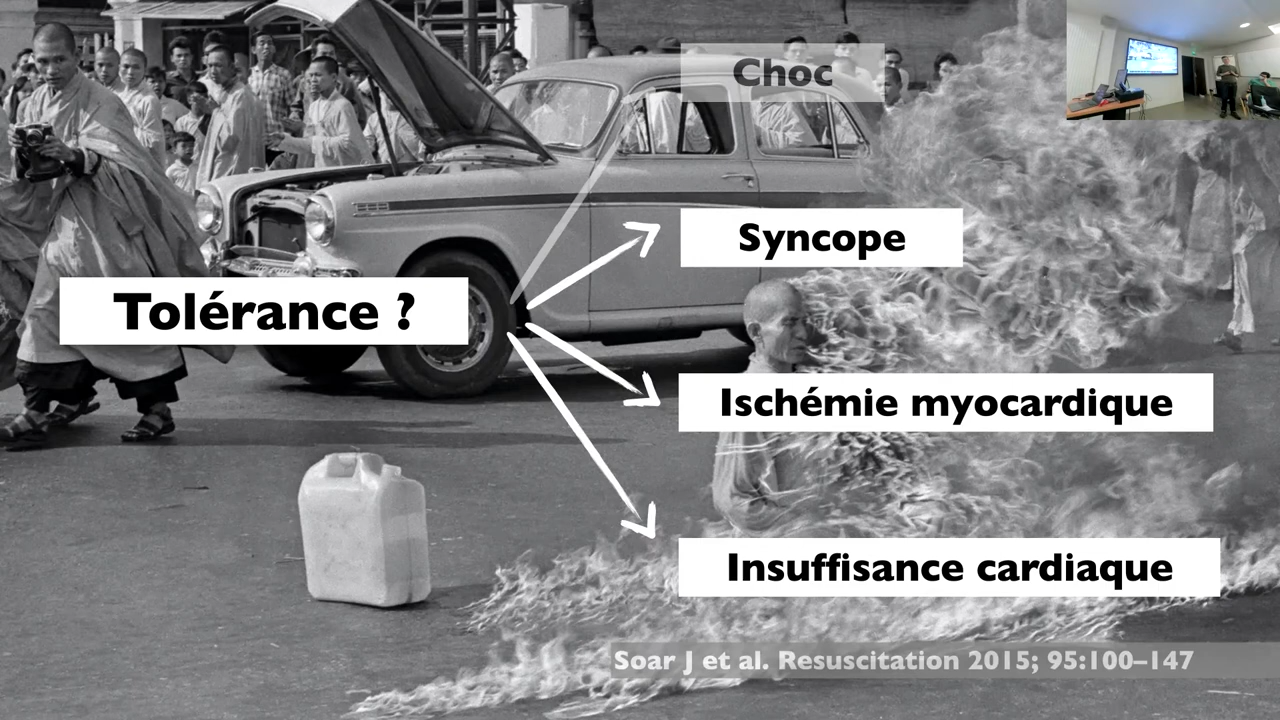 Choc
Syncope
Tolérance ?
Ischémie myocardique
Insuffisance cardiaque
Soar J et al. Resuscitation 2015; 95:100–147